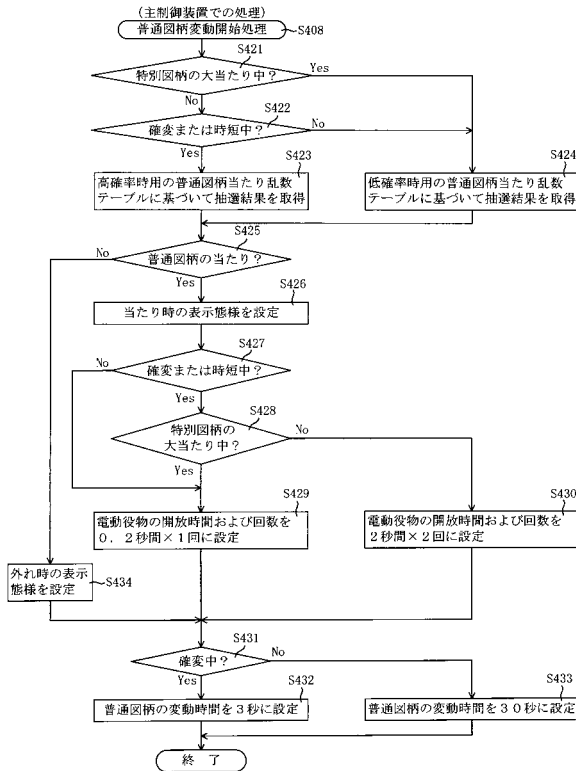 (主制御装置での処理)
普通図柄変動開始処理
S408
S421
特別図柄の大当たり中?
Yes
No
S422
確変または時短中?
No
Yes
S423
高確率時用の普通図柄当たり乱数
テーブルに基づいて抽選結果を取得
S424
低確率時用の普通図柄当たり乱数
テーブルに基づいて抽選結果を取得
S425
普通図柄の当たり?
No
Yes
S426
当たり時の表示態様を設定
S427
確変または時短中?
No
Yes
S428
特別図柄の
大当たり中?
No
Yes
S429
電動役物の開放時間および回数を
0.2秒間×1回に設定
S430
電動役物の開放時間および回数を
2秒間×2回に設定
外れ時の表示
態様を設定
S434
S431
確変中?
No
Yes
S432
普通図柄の変動時間を3秒に設定
S433
普通図柄の変動時間を30秒に設定
終 了